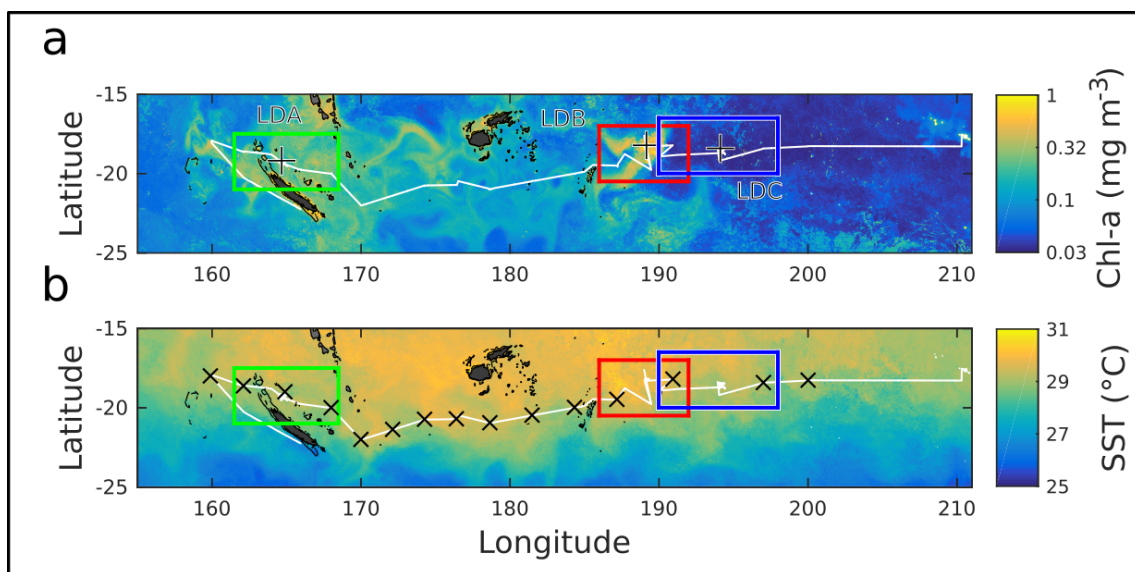 a
-15
-20
-25
Latitude
LDA
LDB
LDC
160
170
180
190
200
210
1
0.32
0.1
0.03
Chl-a (mg m-3)
b
-15
-20
-25
Latitude
160
170
180
190
200
210
Longitude
31
29
27
25
SST (°C)